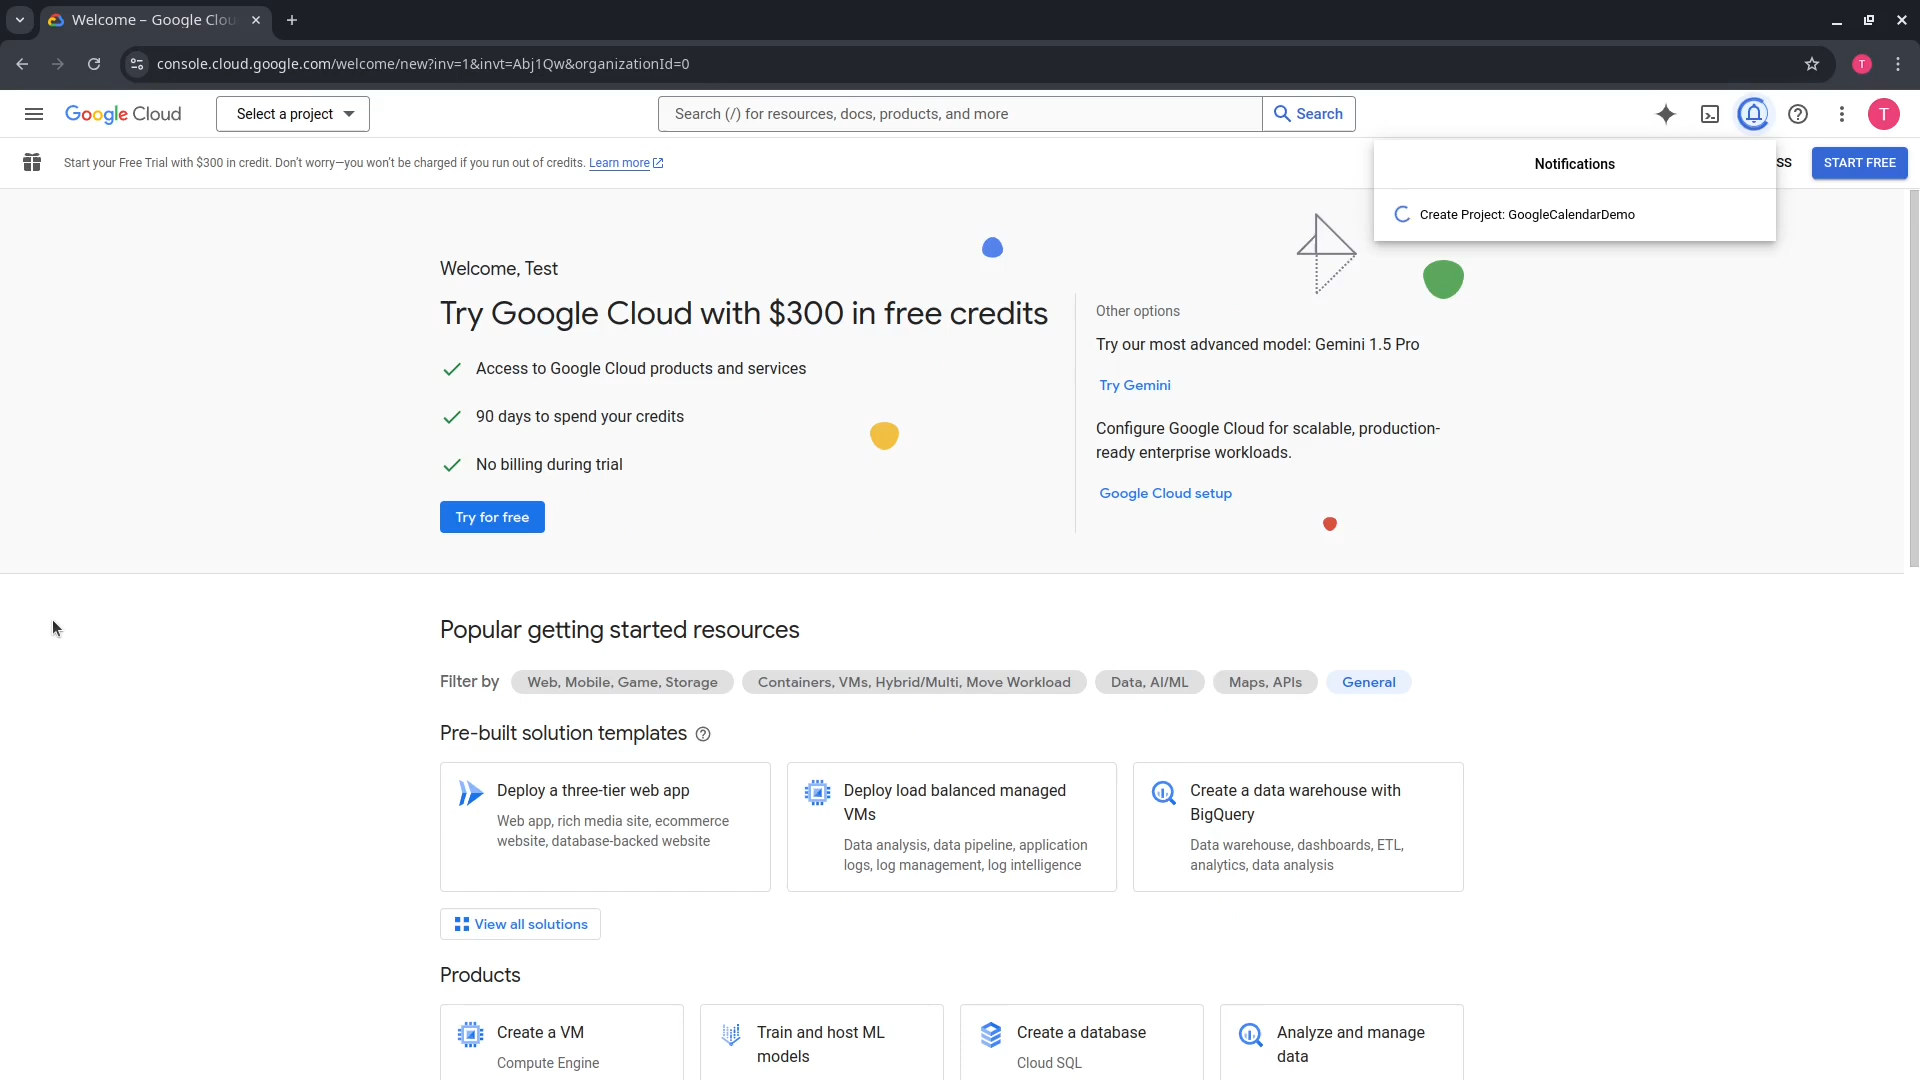 Welcome – Google Clou
console.cloud.google.com/welcome/new?inv=1&invt=Abj1Qw&organizationId=0
T
Google Cloud
Select a project
Search (/) for resources, docs, products, and more
Search
T
Start your Free Trial with $300 in credit. Don't worry—you won't be charged if you run out of credits. Learn more
SS
START FREE
Notifications
Create Project: GoogleCalendarDemo
Welcome, Test
Try Google Cloud with $300 in free credits
Access to Google Cloud products and services
90 days to spend your credits
No billing during trial
Try for free
Other options
Try our most advanced model: Gemini 1.5 Pro
Try Gemini
Configure Google Cloud for scalable, production-
ready enterprise workloads.
Google Cloud setup
Popular getting started resources
Filter by
Web, Mobile, Game, Storage
Containers, VMs, Hybrid/Multi, Move Workload
Data, AI/ML
Maps, APIs
General
Pre-built solution templates
Deploy a three-tier web app
Web app, rich media site, ecommerce
website, database-backed website
Deploy load balanced managed
VMs
Data analysis, data pipeline, application
logs, log management, log intelligence
Create a data warehouse with
BigQuery
Data warehouse, dashboards, ETL,
analytics, data analysis
View all solutions
Products
Create a VM
Compute Engine
Train and host ML
models
Create a database
Cloud SQL
Analyze and manage
data